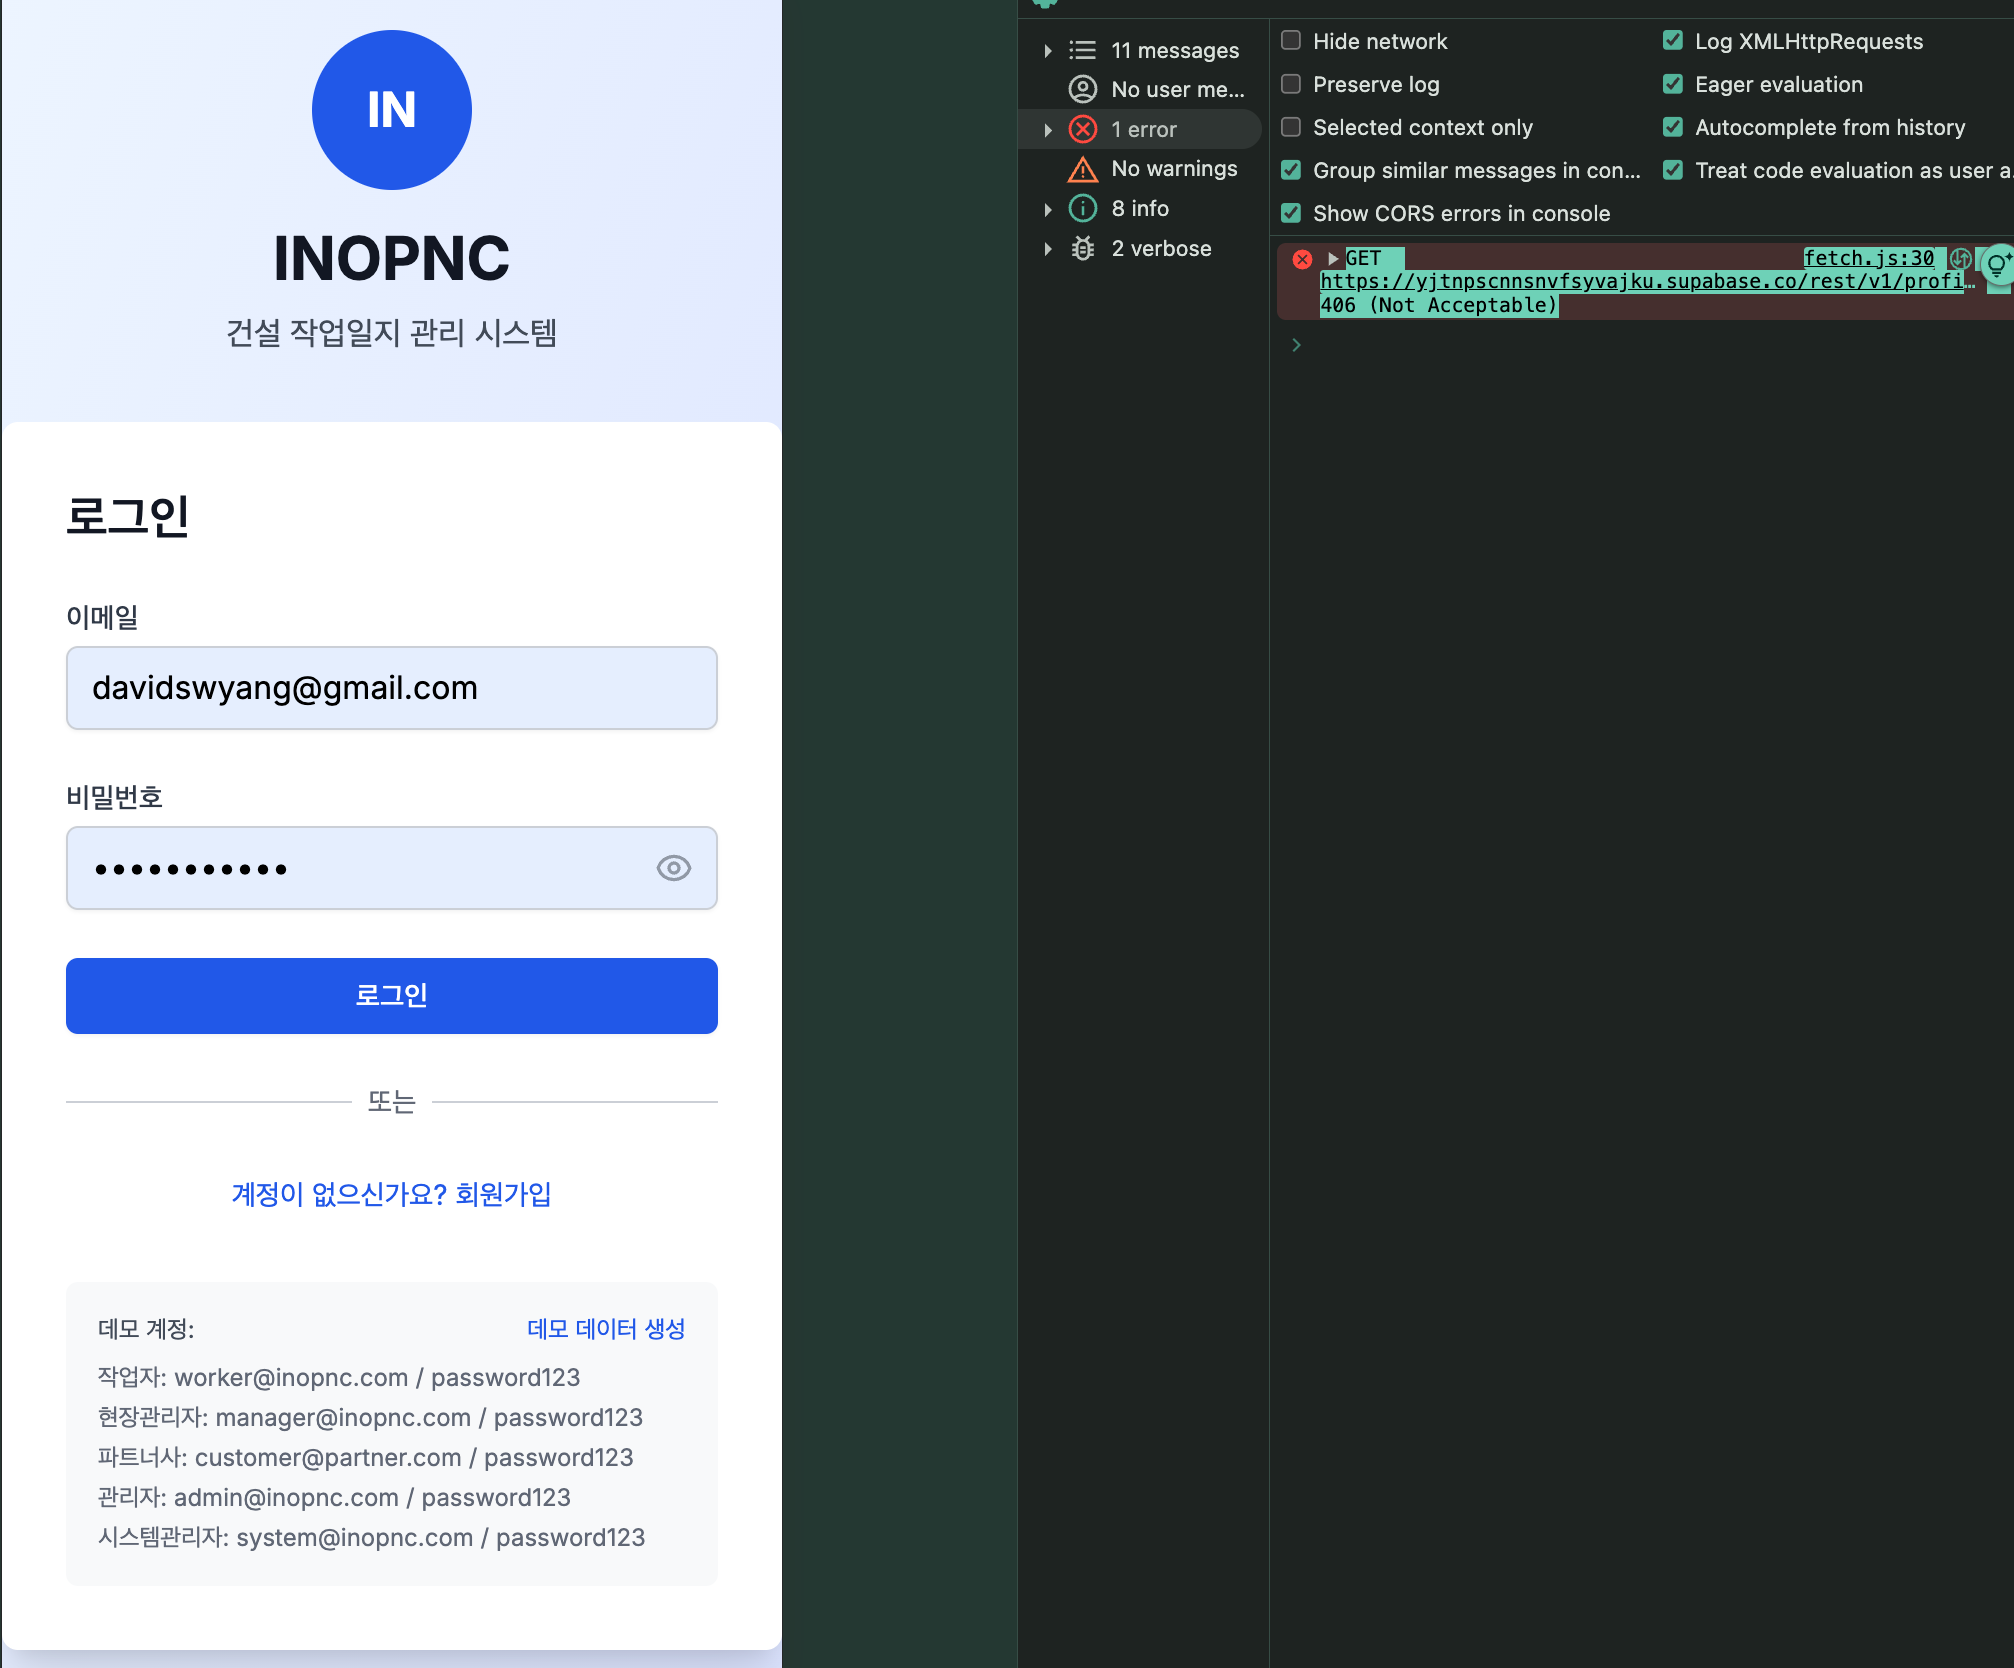 IN
INOPNC
건설 작업일지 관리 시스템
로그인
이메일
davidswyang@gmail.com
비밀번호
•••••••••••
로그인
또는
계정이 없으신가요? 회원가입
데모 계정:
데모 데이터 생성
작업자: worker@inopnc.com / password123
현장관리자: manager@inopnc.com / password123
파트너사: customer@partner.com / password123
관리자: admin@inopnc.com / password123
시스템관리자: system@inopnc.com / password123
11 messages
No user me...
1 error
No warnings
8 info
2 verbose
Hide network
Log XMLHttpRequests
Preserve log
Eager evaluation
Selected context only
Autocomplete from history
Group similar messages in con...
Treat code evaluation as user a.
Show CORS errors in console
GET fetch.js:30
https://yjtnpscnnsnvfsyvajku.supabase.co/rest/v1/profi…
406 (Not Acceptable)